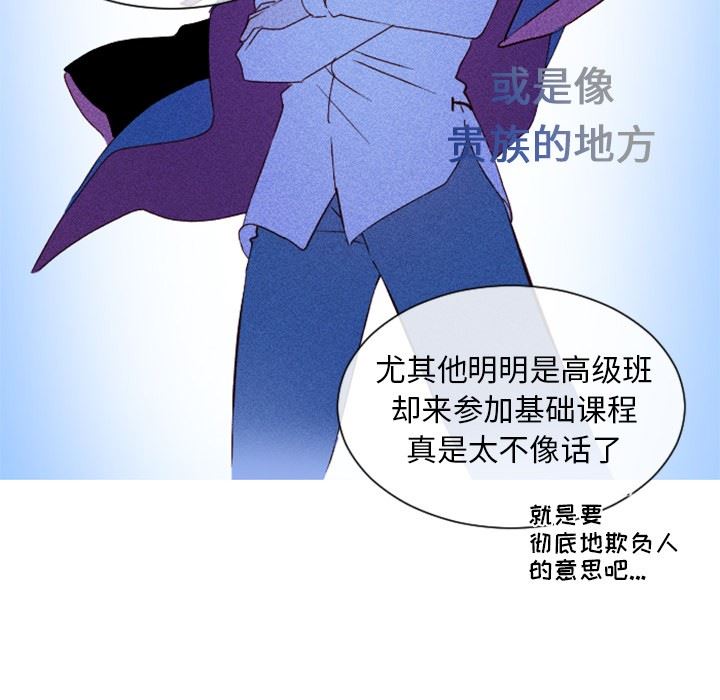 或是像
贵族的地方
尤其他明明是高级班
却来参加基础课程
真是太不像话了
就是要
彻底地欺负人
的意思吧...